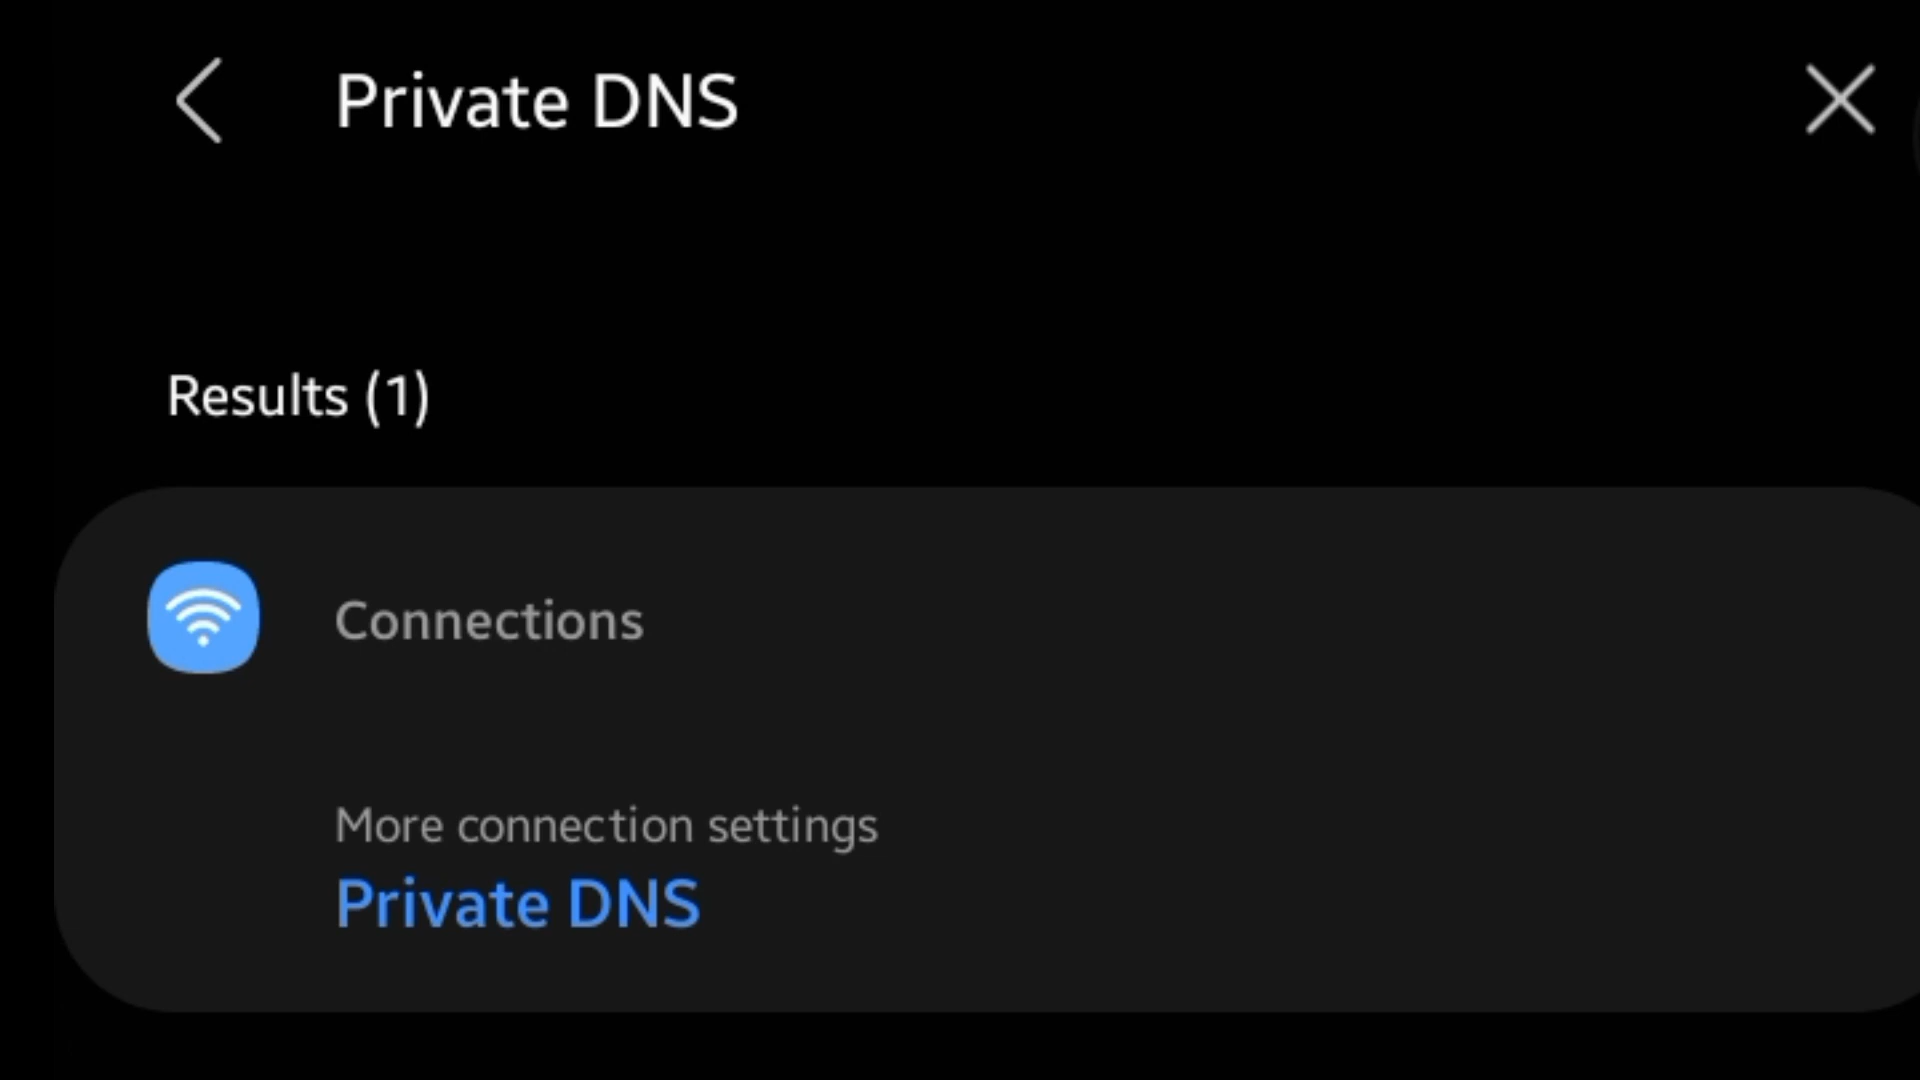 Private DNS
Results (1)
Connections
More connection settings
Private DNS